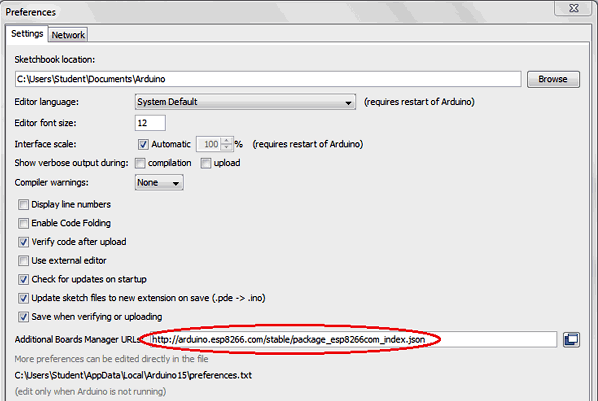 Preferences
Settings Network
Sketchbook location:
C:\Users\Student\Documents\Arduino Browse
Editor language: System Default (requires restart of Arduino)
Editor font size: 12
Interface scale: Automatic 100 % (requires restart of Arduino)
Show verbose output during: compilation upload
Compiler warnings: None
Display line numbers
Enable Code Folding
Verify code after upload
Use external editor
Check for updates on startup
Update sketch files to new extension on save (.pde -> .ino)
Save when verifying or uploading
Additional Boards Manager URLs: http://arduino.esp8266.com/stable/package_esp8266com_index.json
More preferences can be edited directly in the file
C:\Users\Student\AppData\Local\Arduino15\preferences.txt
(edit only when Arduino is not running)